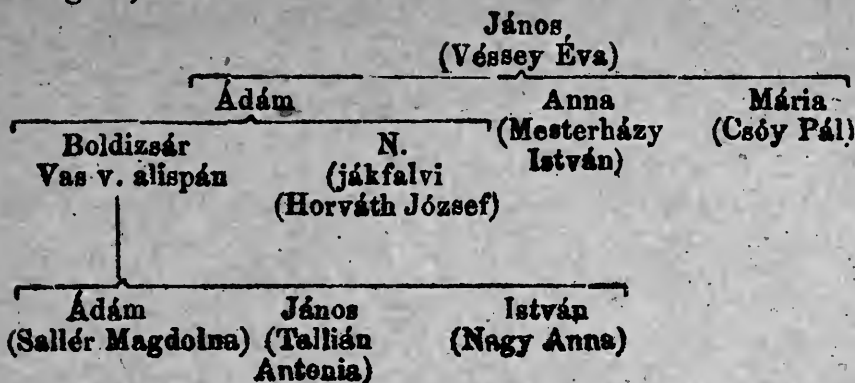 János
(Véssey Éva)
Ádám Anna Mária
(Mesterházy (Csóy Pál)
Boldizsár N. István)
Vas v. alispán (jákfalvi
(Horváth József)
Ádám János István
(Sallér Magdolna) (Tallián (Nagy Anna)
Antonia)